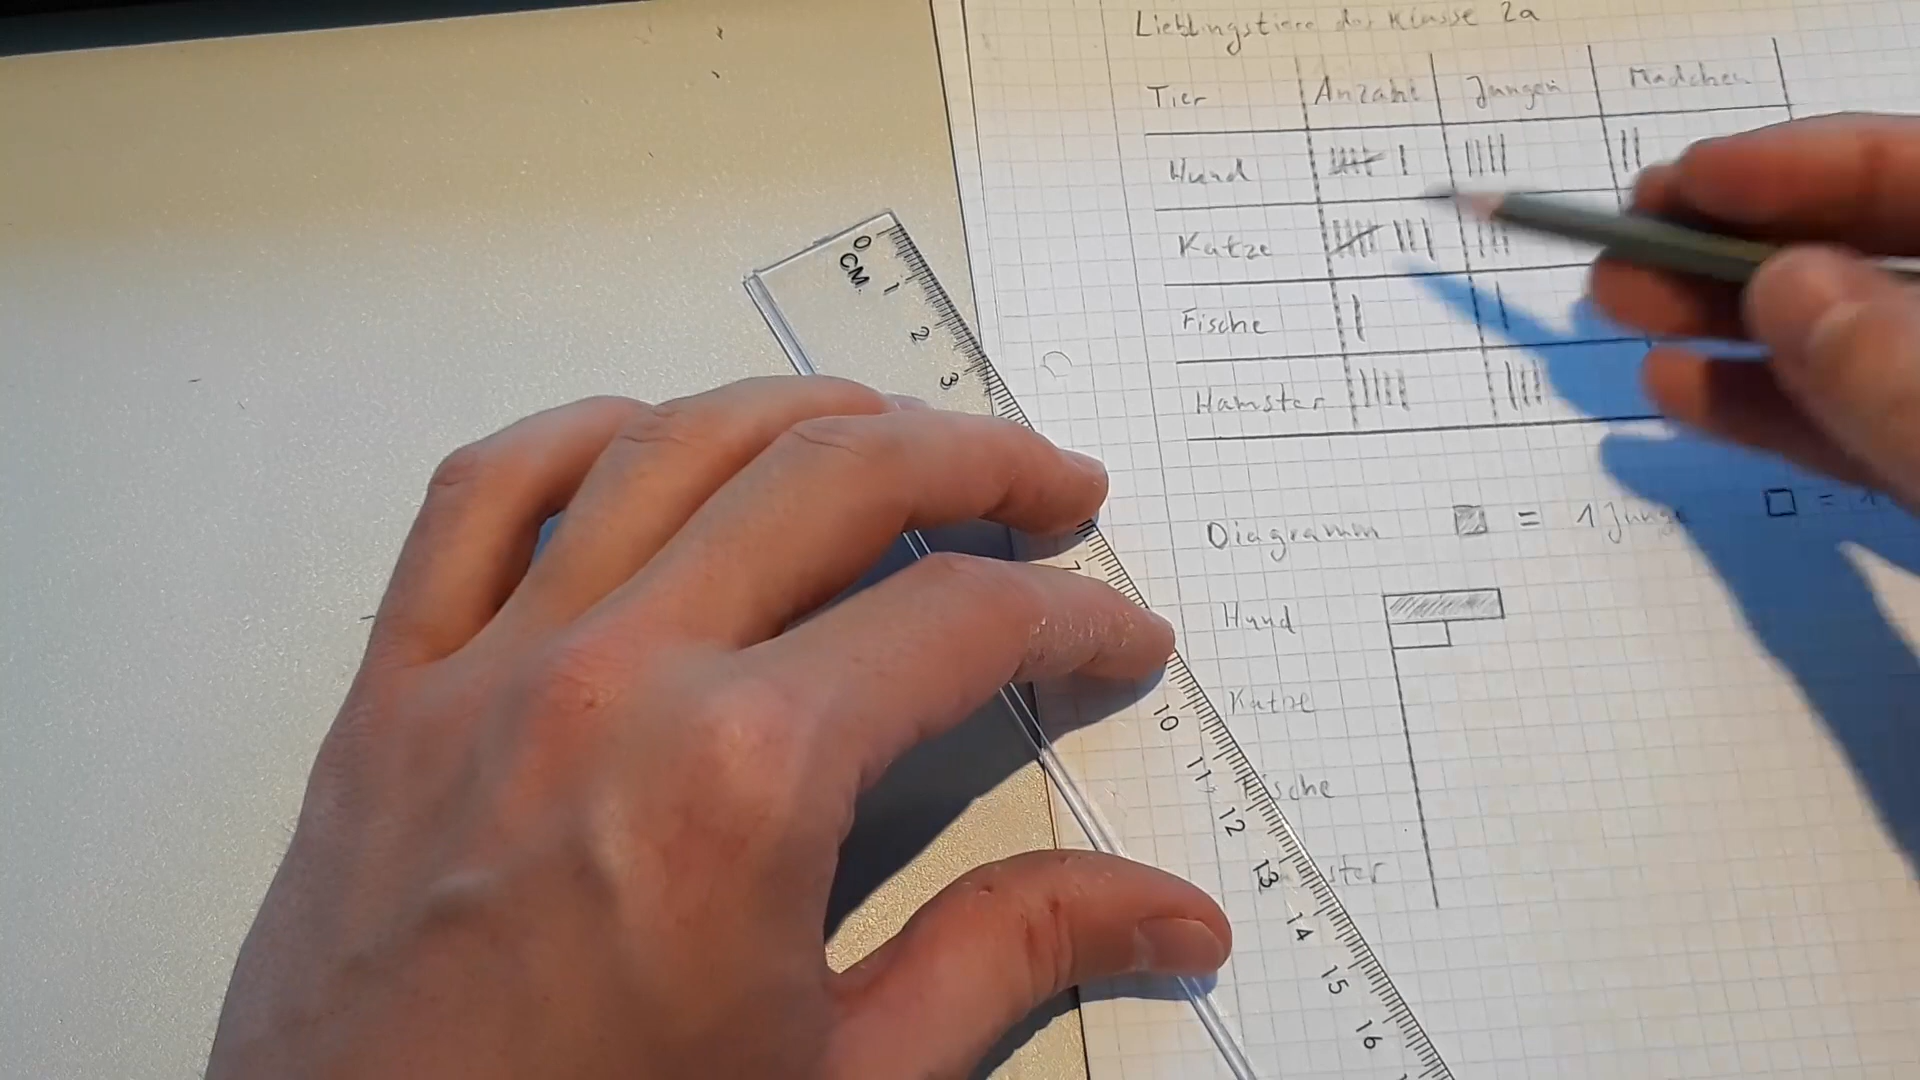 Lieblingstiere der Klasse 2a
Tier Anzahl Jungen Mädchen
Hund
Katze
Fische
Hamster
Diagramm = 1 Junge =
Hund
Katze
0 CM. 1 2 3 7 10 11 12 13 14 15 16